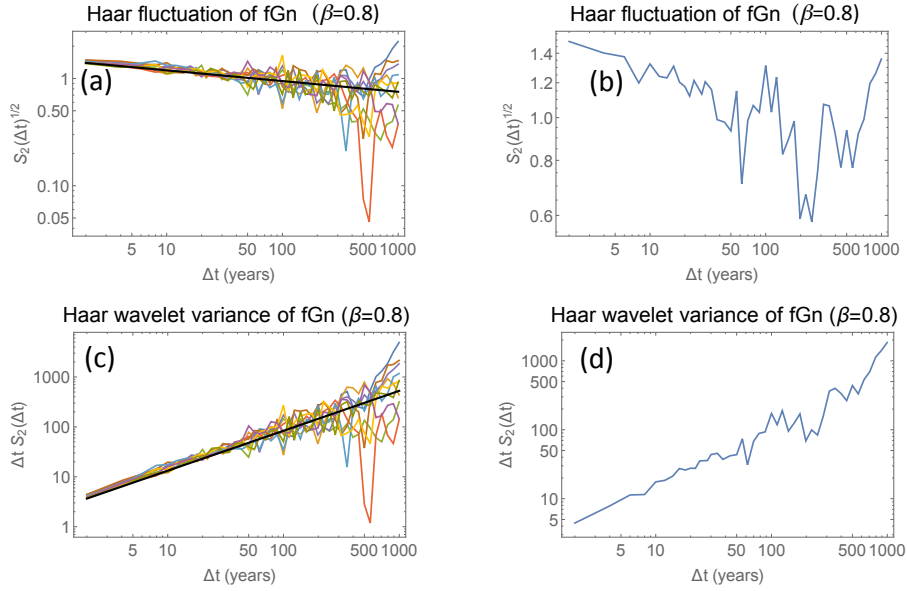 Haar fluctuation of fGn (β=0.8)
(a)
S₂(Δt)^1/2
1
0.50
0.10
0.05
5 10 50 100 500 1000
Δt (years)
Haar fluctuation of fGn (β=0.8)
(b)
S₂(Δt)^1/2
1.4
1.2
1.0
0.8
0.6
5 10 50 100 500 1000
Δt (years)
Haar wavelet variance of fGn (β=0.8)
(c)
Δt S₂(Δt)
1000
100
10
1
5 10 50 100 500 1000
Δt (years)
Haar wavelet variance of fGn (β=0.8)
(d)
Δt S₂(Δt)
1000
500
100
50
10
5
5 10 50 100 500 1000
Δt (years)